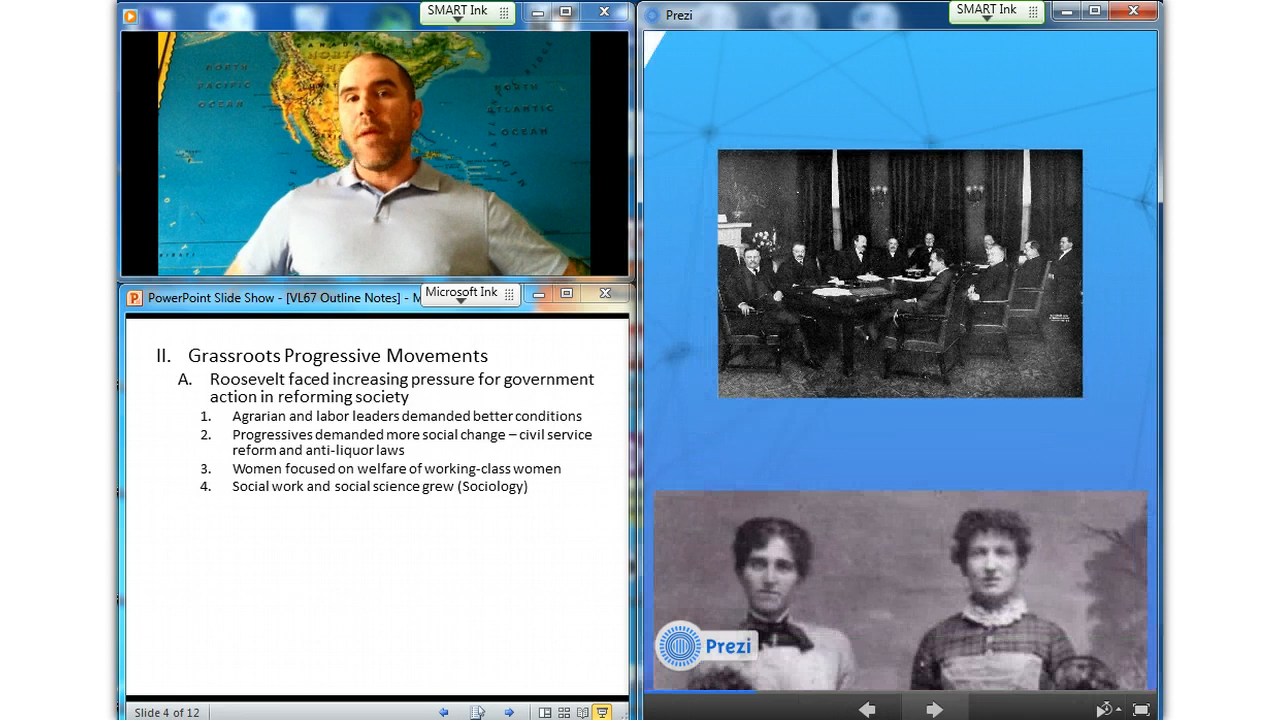 SMART Ink
CANADA
NORTH
NORTH
PACIFIC
OCEAN
NORTH
ATLANTIC
OCEAN
PowerPoint Slide Show - [VL67 Outline Notes] - M
Microsoft Ink
II. Grassroots Progressive Movements
A. Roosevelt faced increasing pressure for government
action in reforming society
1. Agrarian and labor leaders demanded better conditions
2. Progressives demanded more social change – civil service
reform and anti-liquor laws
3. Women focused on welfare of working-class women
4. Social work and social science grew (Sociology)
Slide 4 of 12
Prezi
SMART Ink
Prezi